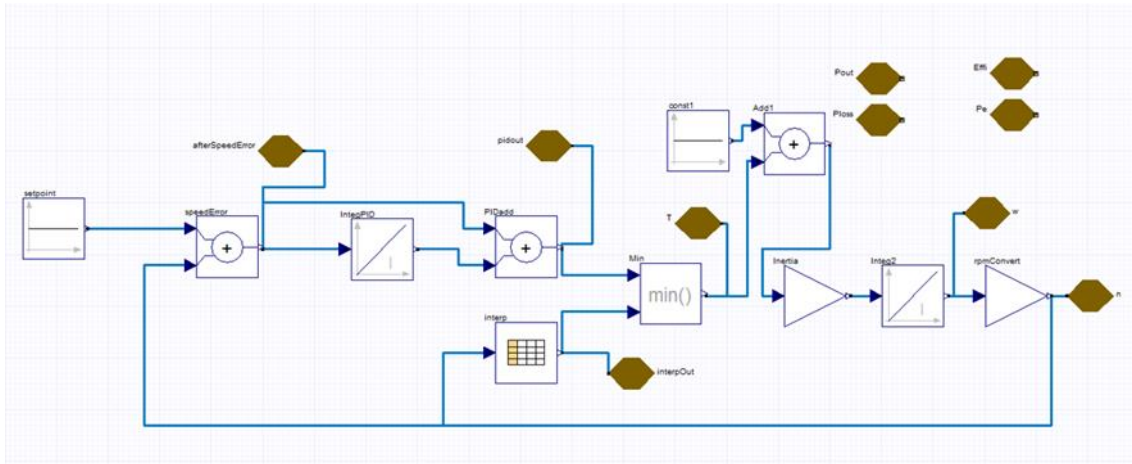 Pout
Effi
const1
Add1
Ploss
Pe
afterSpeedError
pidout
setpoint
speedError
IntegPID
PIDadd
T
w
Min
min()
Inertia
Integ2
rpmConvert
n
interp
interpOut